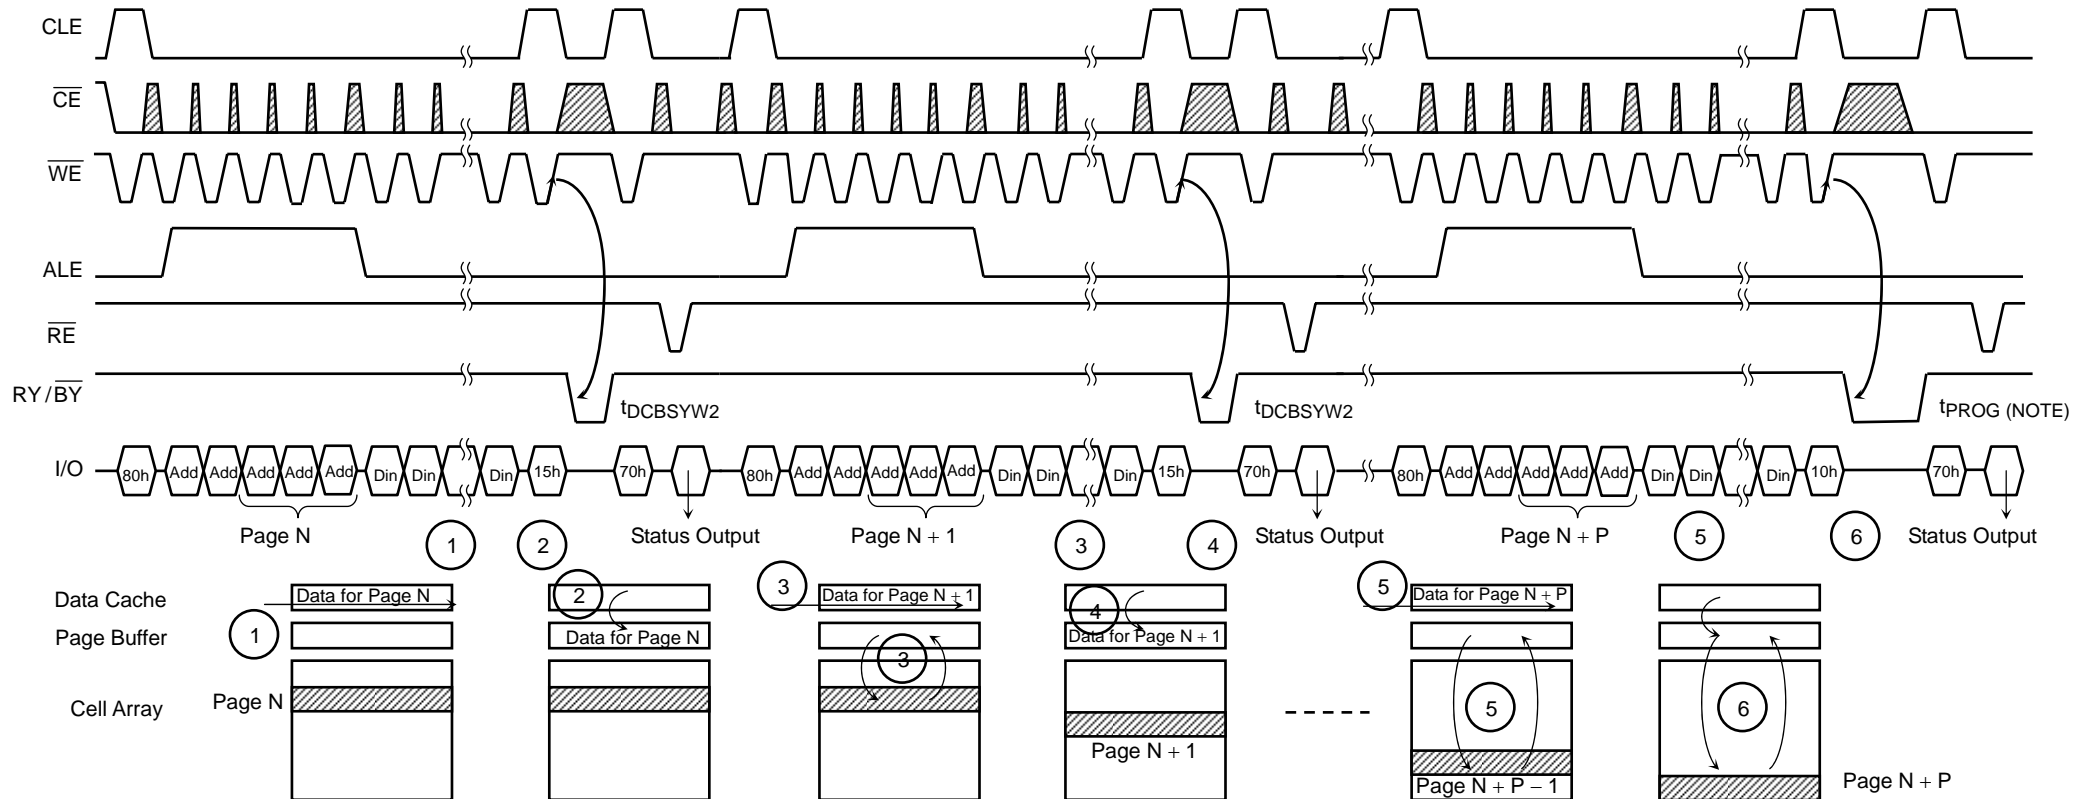 CLE
CE
WE
ALE
RE
RY/BY
tDCBSYW2
tDCBSYW2
tPROG (NOTE)
I/O
80h Add Add Add Add Add Din Din Din 15h 70h 80h Add Add Add Add Add Din Din Din 15h 70h 80h Add Add Add Add Add Din Din Din 10h 70h
Page N
1
2
Status Output
Page N + 1
3
4
Status Output
Page N + P
5
6
Status Output
Data Cache
Data for Page N
2
3
Data for Page N + 1
4
5
Data for Page N + P
Page Buffer
1
Data for Page N
3
Data for Page N + 1
Cell Array
Page N
Page N + 1
5
Page N + P − 1
6
Page N + P